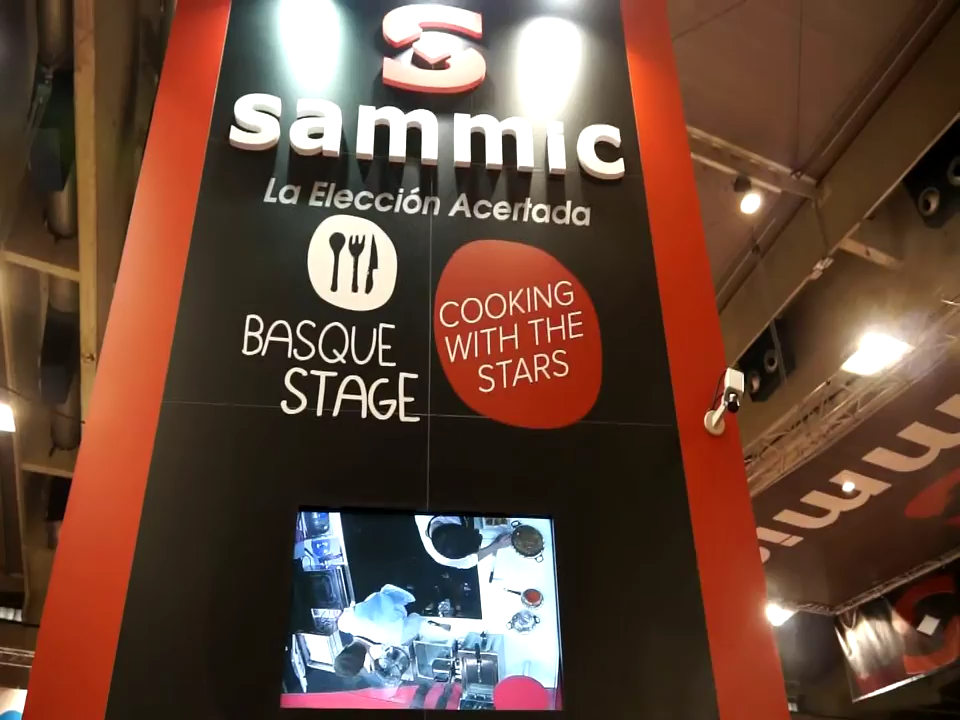 sammic
La Elección Acertada
BASQUE
STAGE
COOKING
WITH THE
STARS